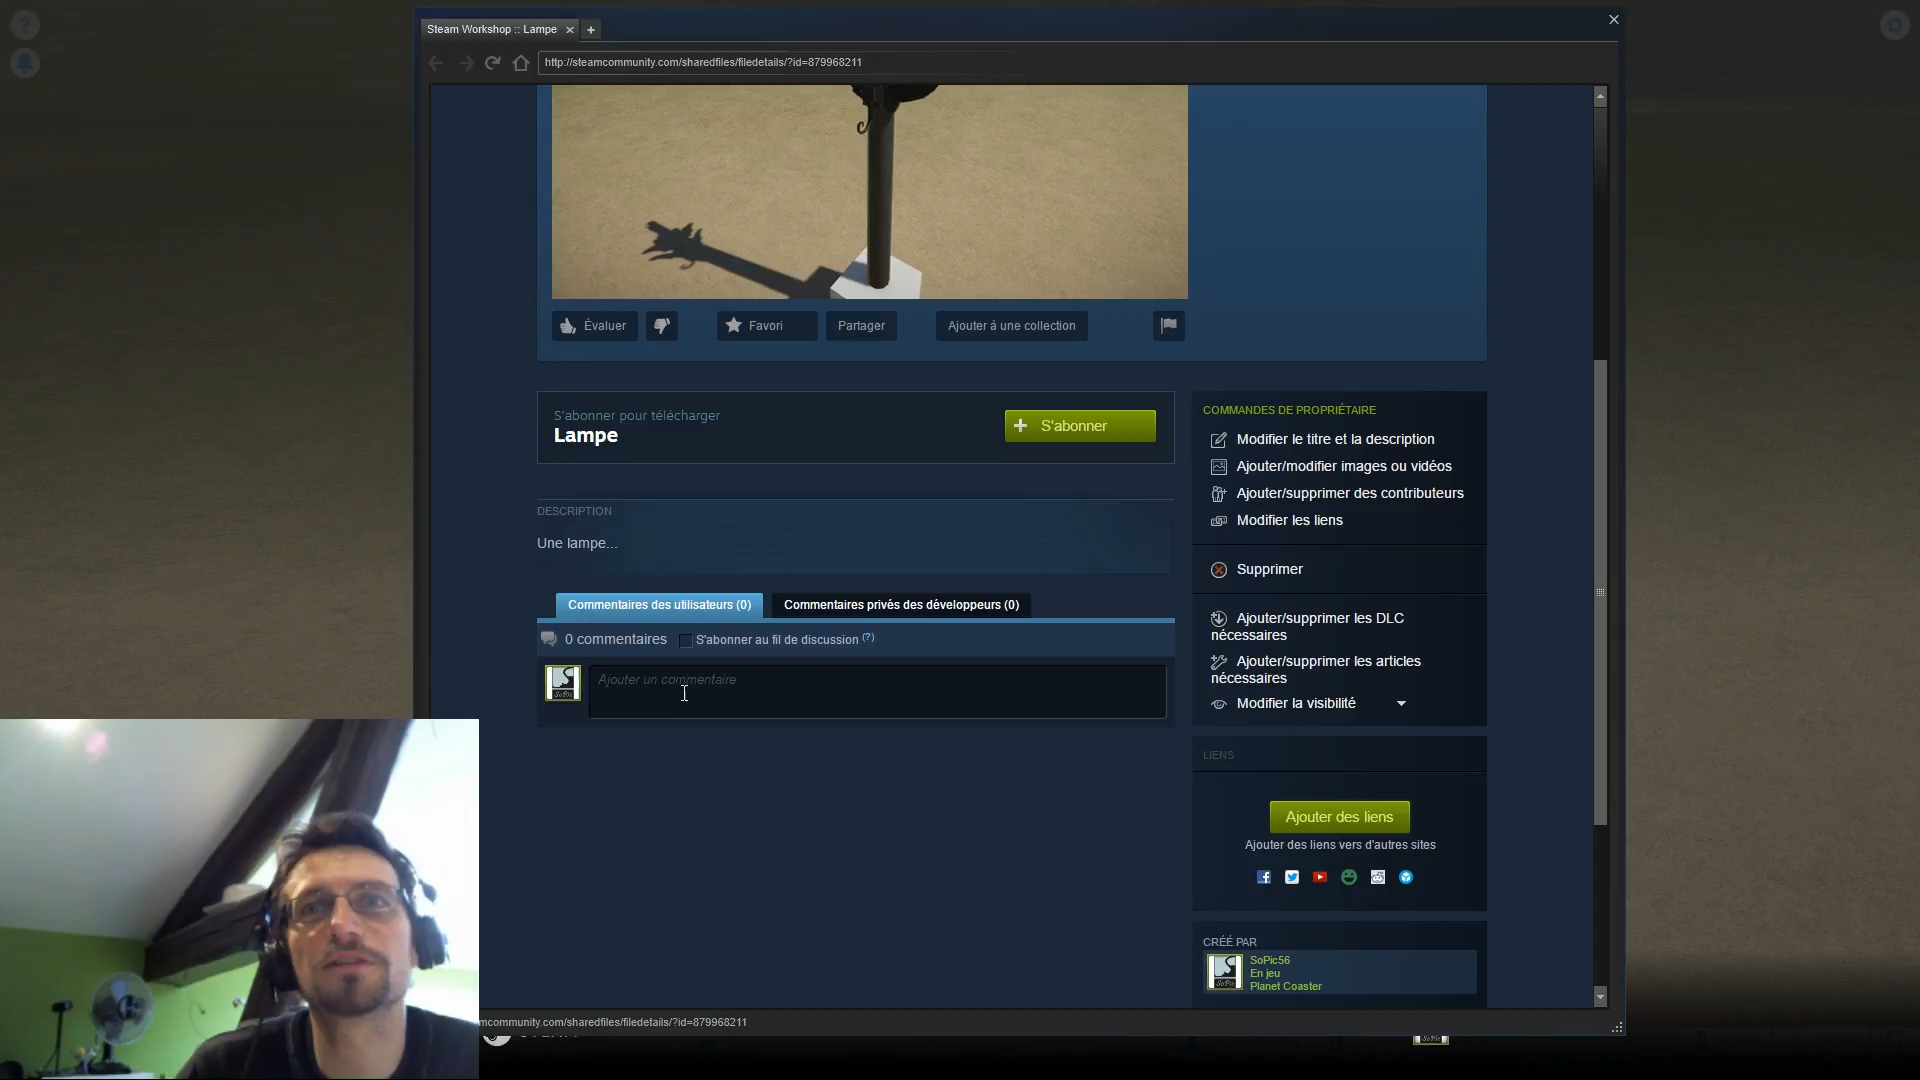 Steam Workshop :: Lampe
http://steamcommunity.com/sharedfiles/filedetails/?id=879968211
Évaluer
Favori
Partager
Ajouter à une collection
S'abonner pour télécharger
Lampe
S'abonner
DESCRIPTION
Une lampe...
Commentaires des utilisateurs (0)
Commentaires privés des développeurs (0)
0 commentaires
S'abonner au fil de discussion (?)
Ajouter un commentaire
COMMANDES DE PROPRIÉTAIRE
Modifier le titre et la description
Ajouter/modifier images ou vidéos
Ajouter/supprimer des contributeurs
Modifier les liens
Supprimer
Ajouter/supprimer les DLC
nécessaires
Ajouter/supprimer les articles
nécessaires
Modifier la visibilité
LIENS
Ajouter des liens
Ajouter des liens vers d'autres sites
CRÉÉ PAR
SoPic56
En jeu
Planet Coaster
mcommunity.com/sharedfiles/filedetails/?id=879968211